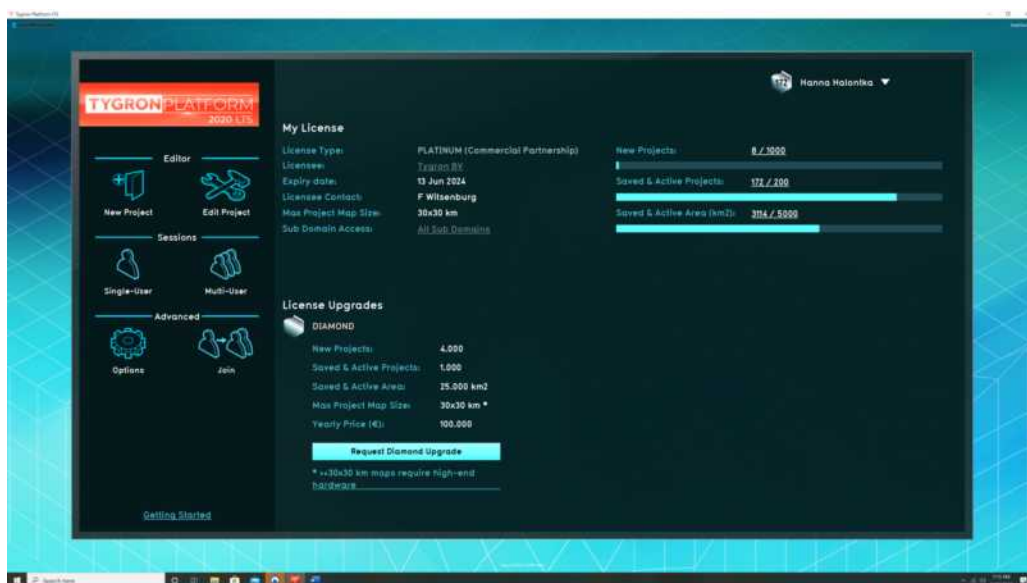 Hanna Halontka
TYGRON PLATFORM
2020 LTS
My License
License Type: PLATINUM (Commercial Partnership) New Projects: 8 / 1000
Licensee: Tygron BV
Expiry date: 13 Jun 2024 Saved & Active Projects: 172 / 200
Licensee Contact: F Witsenburg
Max Project Map Size: 30x30 km Saved & Active Area (km2): 3114 / 5000
Sub Domain Access: All Sub Domains
Editor
New Project Edit Project
Sessions
Single-User Multi-User
Advanced
Options Join
Getting Started
License Upgrades
DIAMOND
New Projects: 4.000
Saved & Active Projects: 1.000
Saved & Active Area: 25.000 km2
Max Project Map Size: 30x30 km *
Yearly Price (€): 100.000
Request Diamond Upgrade
30x30 km maps require high-end
hardware
Search here